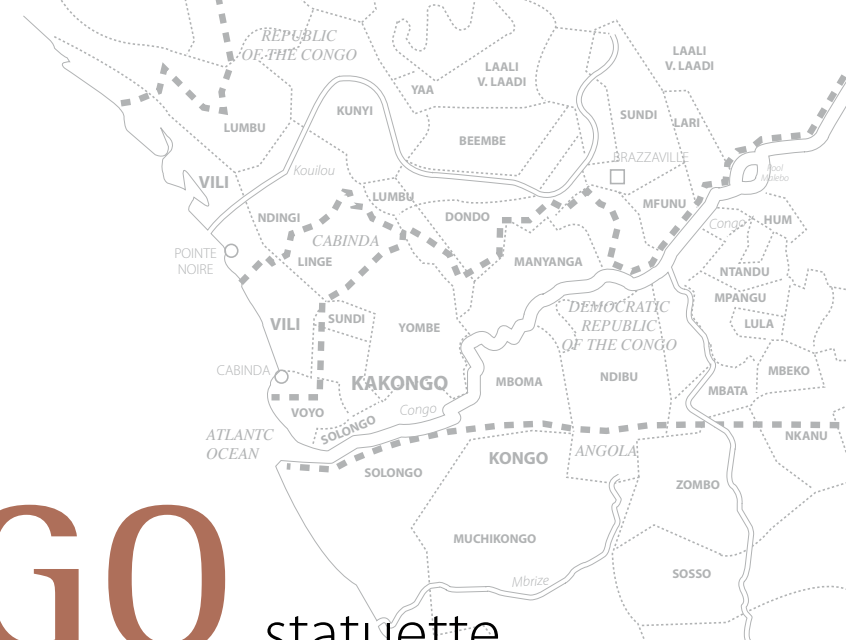 REPUBLIC
OF THE CONGO
LAALI
V. LAADI
LAALI
V. LAADI
YAA
KUNYI
SUNDI
LARI
LUMBU
BEEMBE
BRAZZAVILLE
Kouilou
Pool
Malebo
VILI
LUMBU
MFUNU
NDINGI
DONDO
Congo
HUM
CABINDA
POINTE
NOIRE
LINGE
MANYANGA
NTANDU
MPANGU
DEMOCRATIC
REPUBLIC
OF THE CONGO
VILI
SUNDI
YOMBE
LULA
CABINDA
KAKONGO
MBOMA
NDIBU
MBEKO
MBATA
VOYO
Congo
SOLONGO
ATLANTC
OCEAN
NKANU
KONGO
ANGOLA
SOLONGO
ZOMBO
MUCHIKONGO
SOSSO
Mbrize
GO
statuette